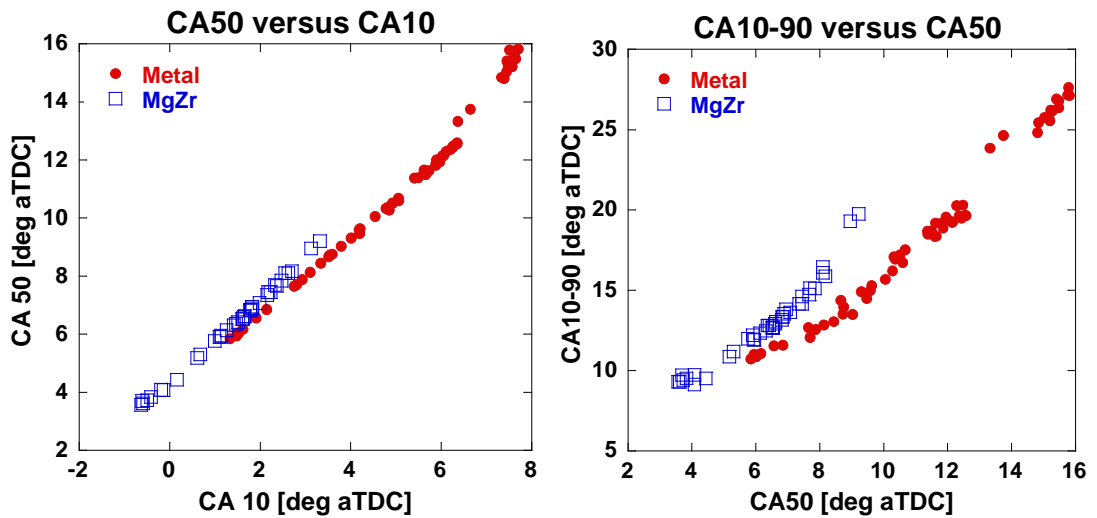 CA50 versus CA10
16
14
12
10
8
6
4
2
-2
0
2
4
6
8
CA 50 [deg aTDC]
CA 10 [deg aTDC]
Metal
MgZr
CA10-90 versus CA50
30
25
20
15
10
5
2
4
6
8
10
12
14
16
CA10-90 [deg aTDC]
CA50 [deg aTDC]
Metal
MgZr